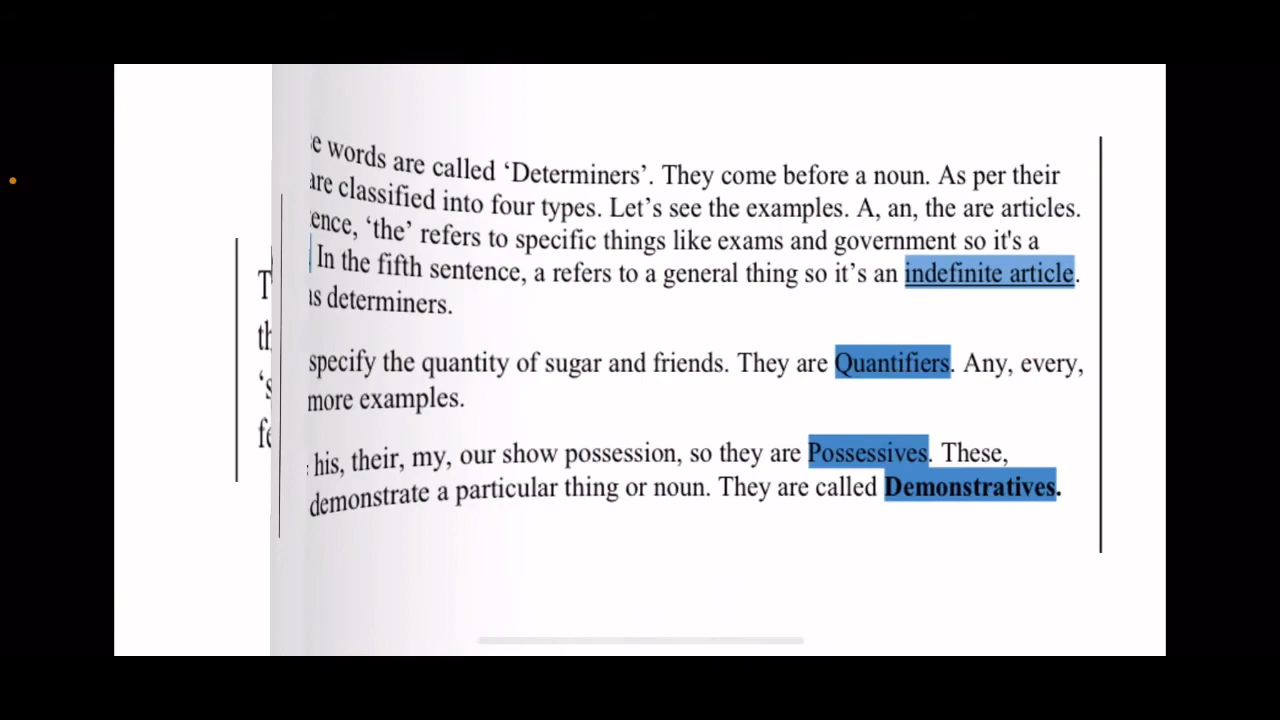 words are called ‘Determiners’. They come before a noun. As per their
are classified into four types. Let’s see the examples. A, an, the are articles.
‘the’ refers to specific things like exams and government so it's a
In the fifth sentence, a refers to a general thing so it’s an indefinite article.
determiners.
specify the quantity of sugar and friends. They are Quantifiers. Any, every,
more examples.
his, their, my, our show possession, so they are Possessives. These,
demonstrate a particular thing or noun. They are called Demonstratives.